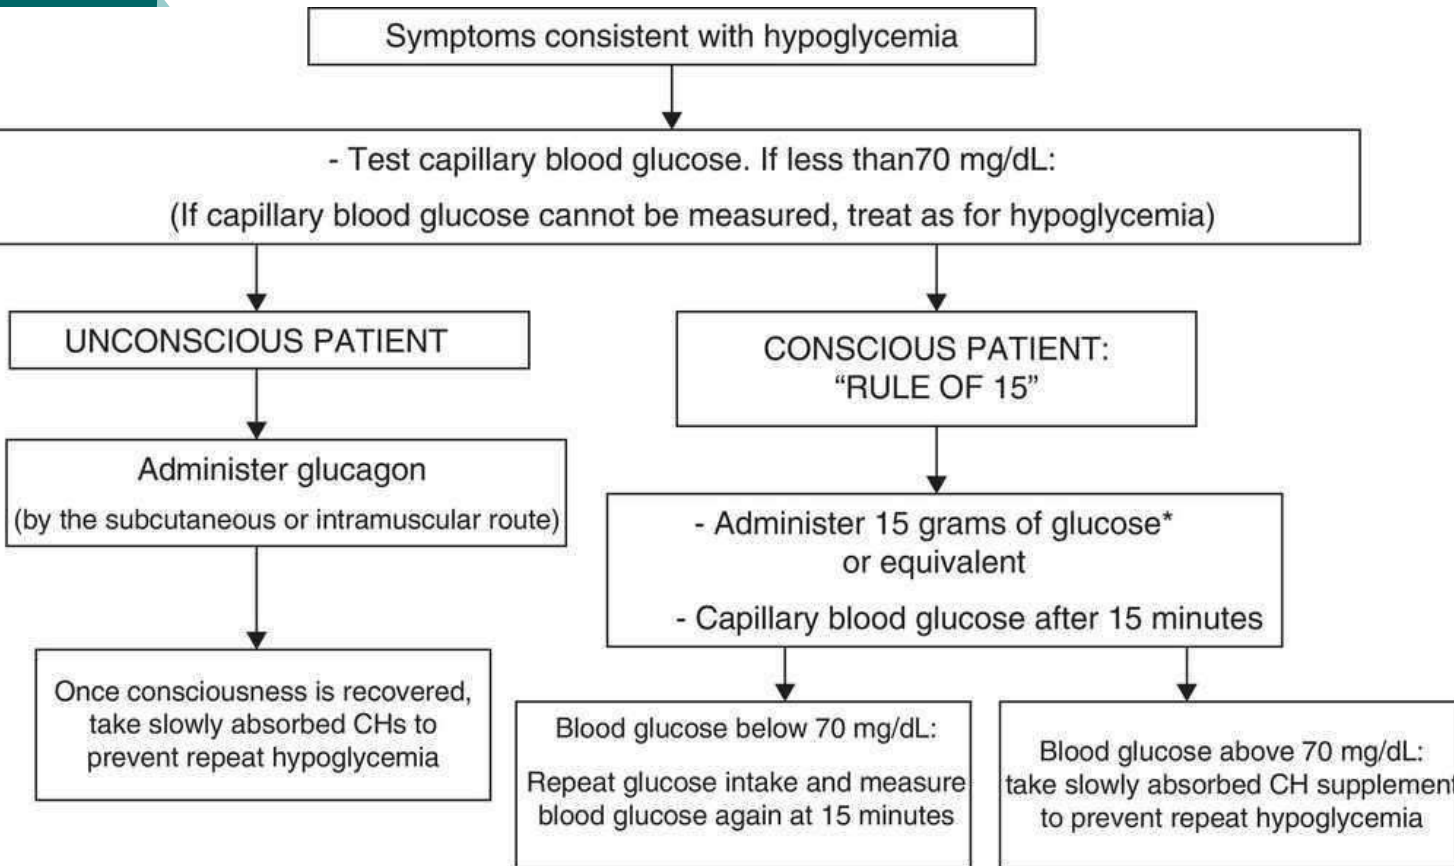 Symptoms consistent with hypoglycemia
- Test capillary blood glucose. If less than70 mg/dL:
(If capillary blood glucose cannot be measured, treat as for hypoglycemia)
UNCONSCIOUS PATIENT
Administer glucagon
(by the subcutaneous or intramuscular route)
Once consciousness is recovered,
take slowly absorbed CHs to
prevent repeat hypoglycemia
CONSCIOUS PATIENT:
“RULE OF 15”
- Administer 15 grams of glucose*
or equivalent
- Capillary blood glucose after 15 minutes
Blood glucose below 70 mg/dL:
Repeat glucose intake and measure
blood glucose again at 15 minutes
Blood glucose above 70 mg/dL:
take slowly absorbed CH supplement
to prevent repeat hypoglycemia